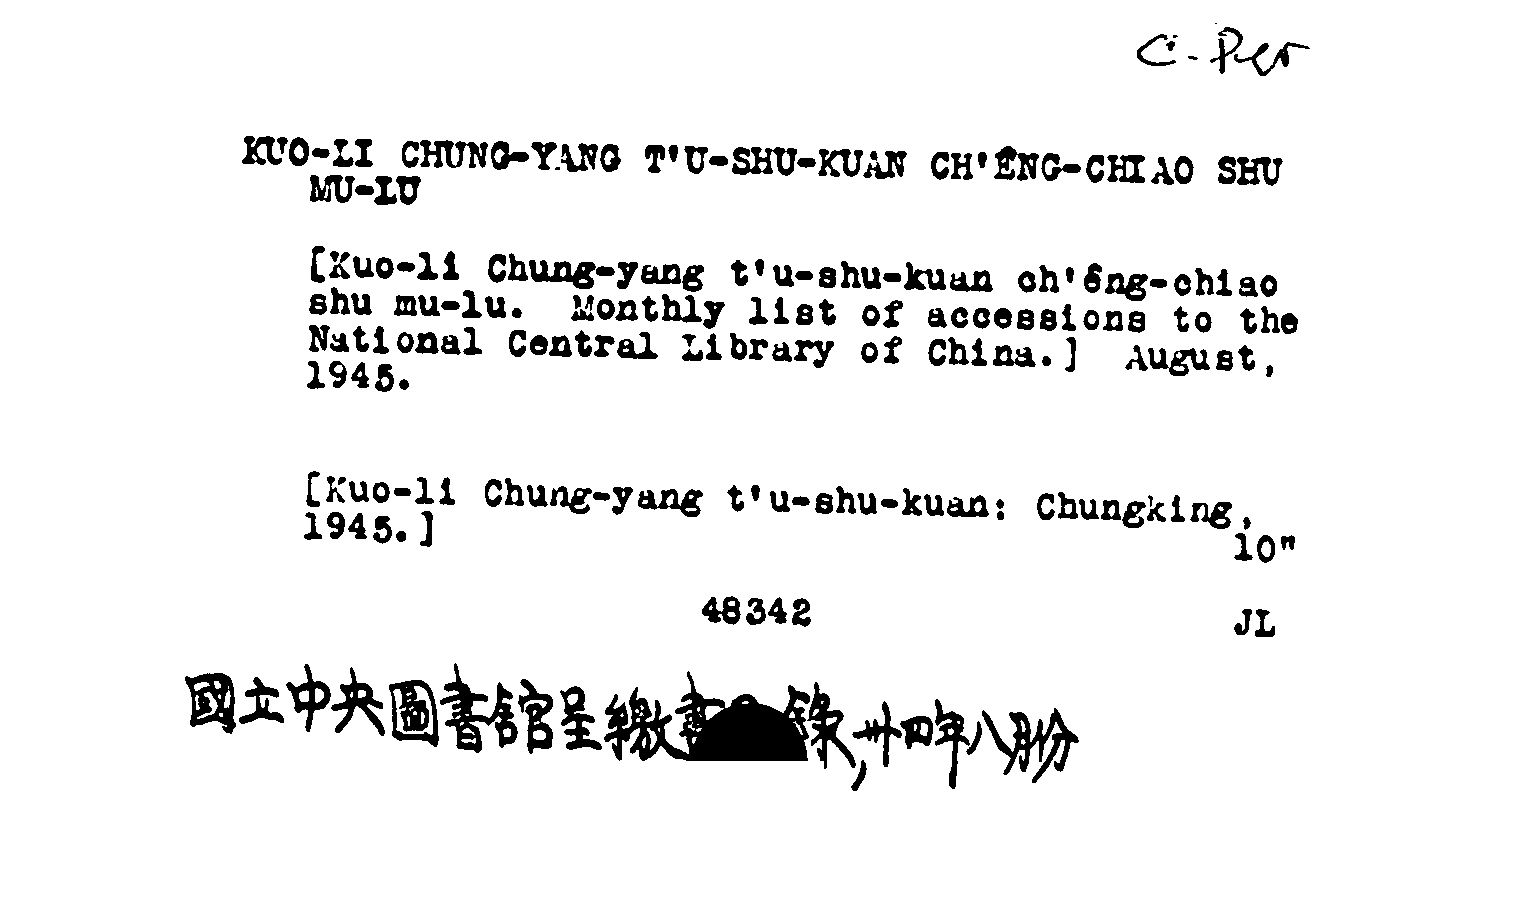 C. Per
KUO-LI CHUNG-YANG T'U-SHU-KUAN CH'ÊNG-CHIAO SHU
MU-LU
[Kuo-li Chung-yang t'u-shu-kuan ch'êng-chiao
shu mu-lu. Monthly list of accessions to the
National Central Library of China.] August,
1945.
[Kuo-li Chung-yang t'u-shu-kuan: Chungking,
1945.]
10"
48342
JL
國立中央圖書館呈繳書錄,卅四年八月份